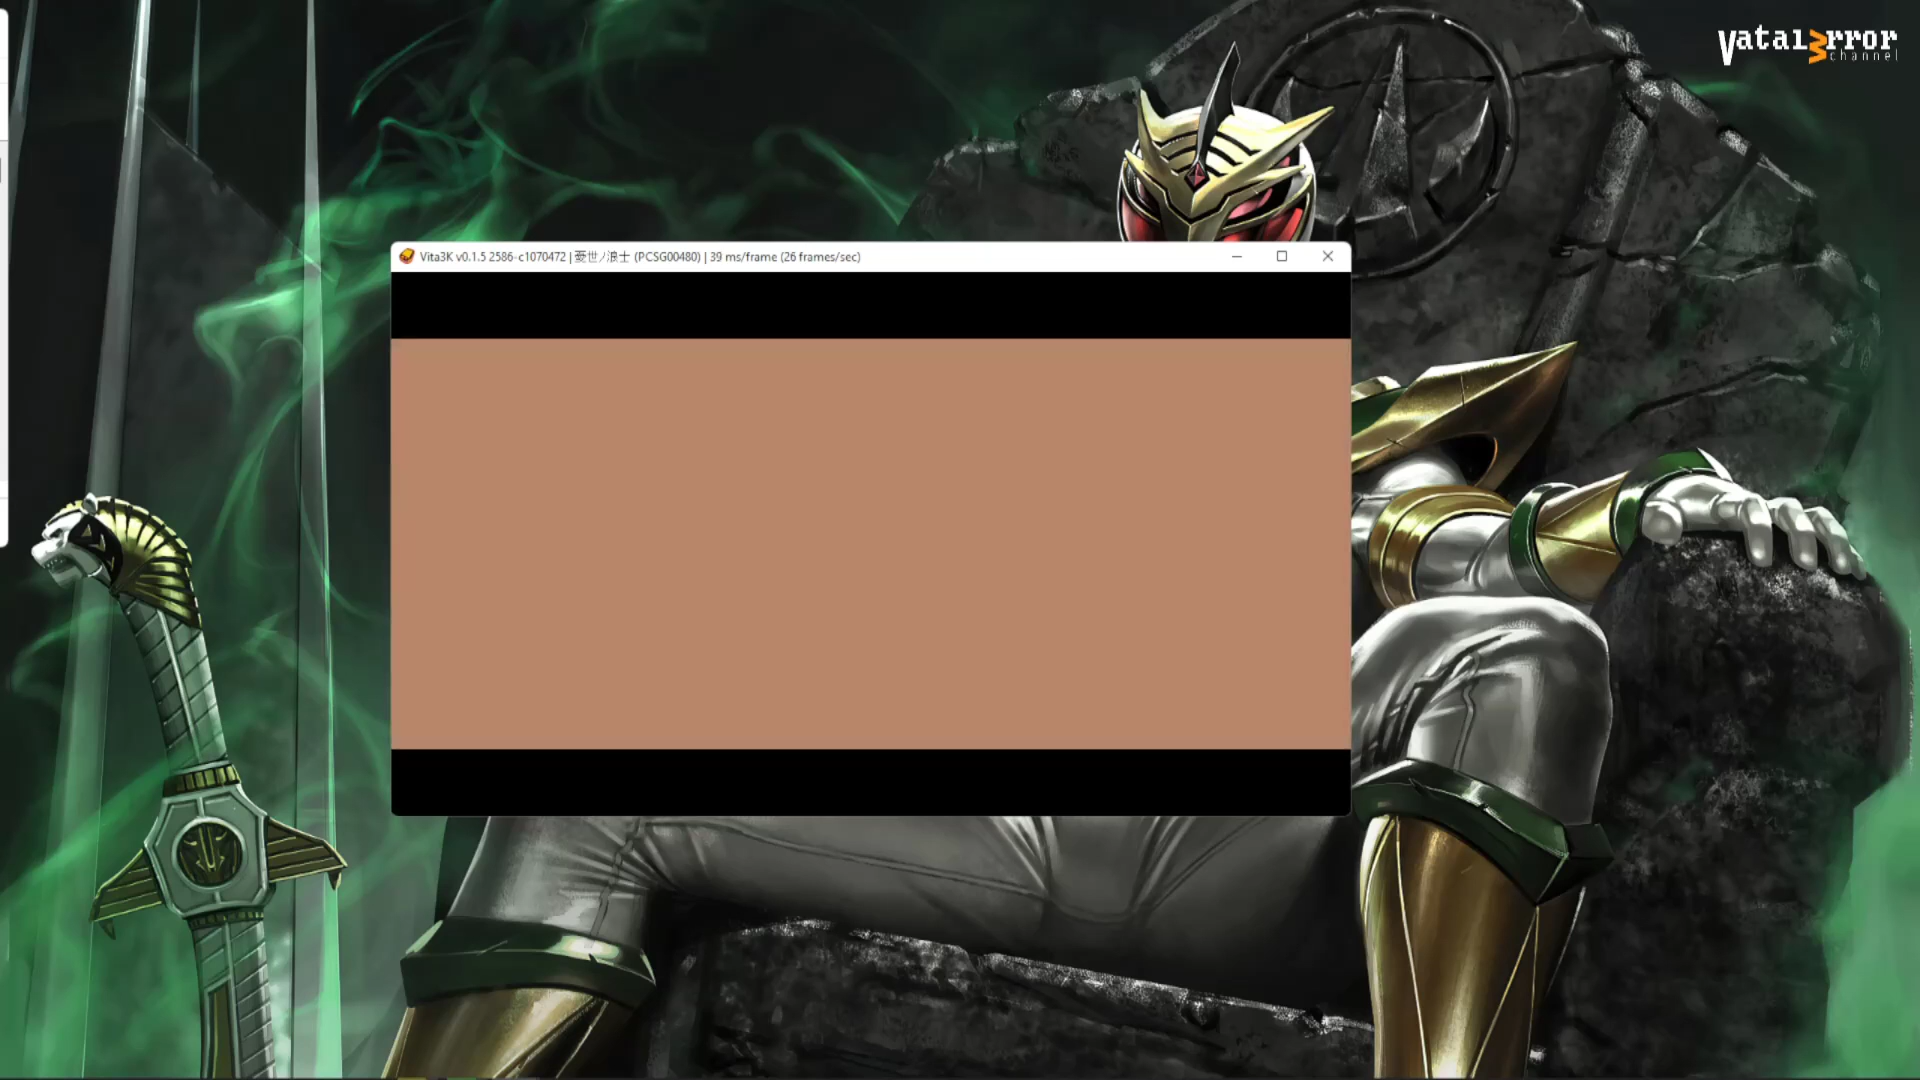 Vatal3rror
channel
Vita3K v0.1.5 2586-c1070472 | 憂世ノ浪士 (PCSG00480) | 39 ms/frame (26 frames/sec)